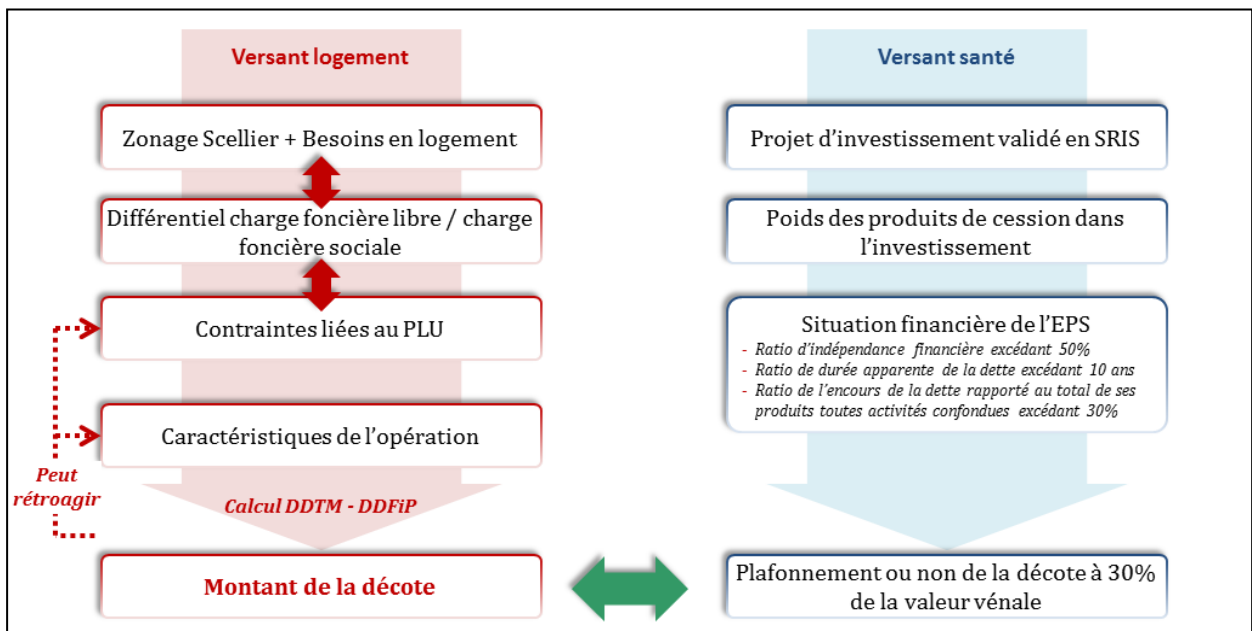 Versant logement
Zonage Scellier + Besoins en logement
Différentiel charge foncière libre / charge
foncière sociale
Contraintes liées au PLU
Caractéristiques de l'opération
Peut
rétroagir
Calcul DDTM - DDFiP
Montant de la décote
Versant santé
Projet d'investissement validé en SRIS
Poids des produits de cession dans
l'investissement
Situation financière de l'EPS
- Ratio d'indépendance financière excédant 50%
- Ratio de durée apparente de la dette excédant 10 ans
- Ratio de l'encours de la dette rapporté au total de ses
produits toutes activités confondues excédant 30%
Plafonnement ou non de la décote à 30%
de la valeur vénale